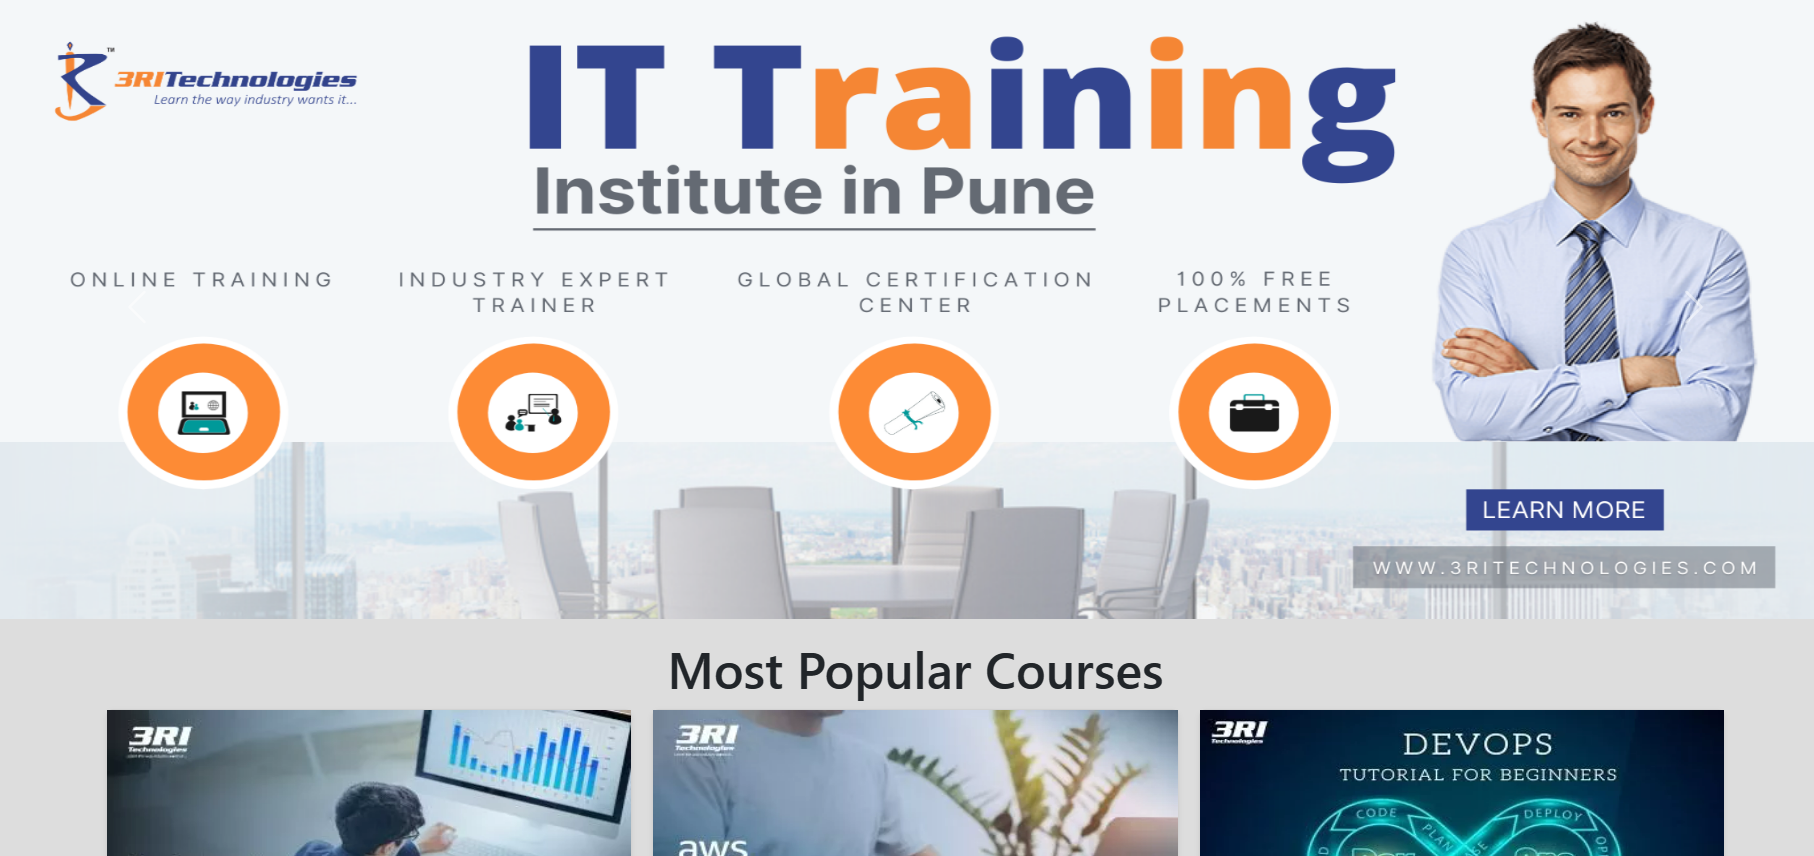 3RITechnologies
TM
Learn the way industry wants it...
IT Training
Institute in Pune
ONLINE TRAINING
INDUSTRY EXPERT
TRAINER
GLOBAL CERTIFICATION
CENTER
100% FREE
PLACEMENTS
LEARN MORE
WWW.3RITECHNOLOGIES.COM
Most Popular Courses
3RI
Technologies
3RI
Technologies
aws
3RI
Technologies
DEVOPS
TUTORIAL FOR BEGINNERS
CODE
DEPLOY
PLAN